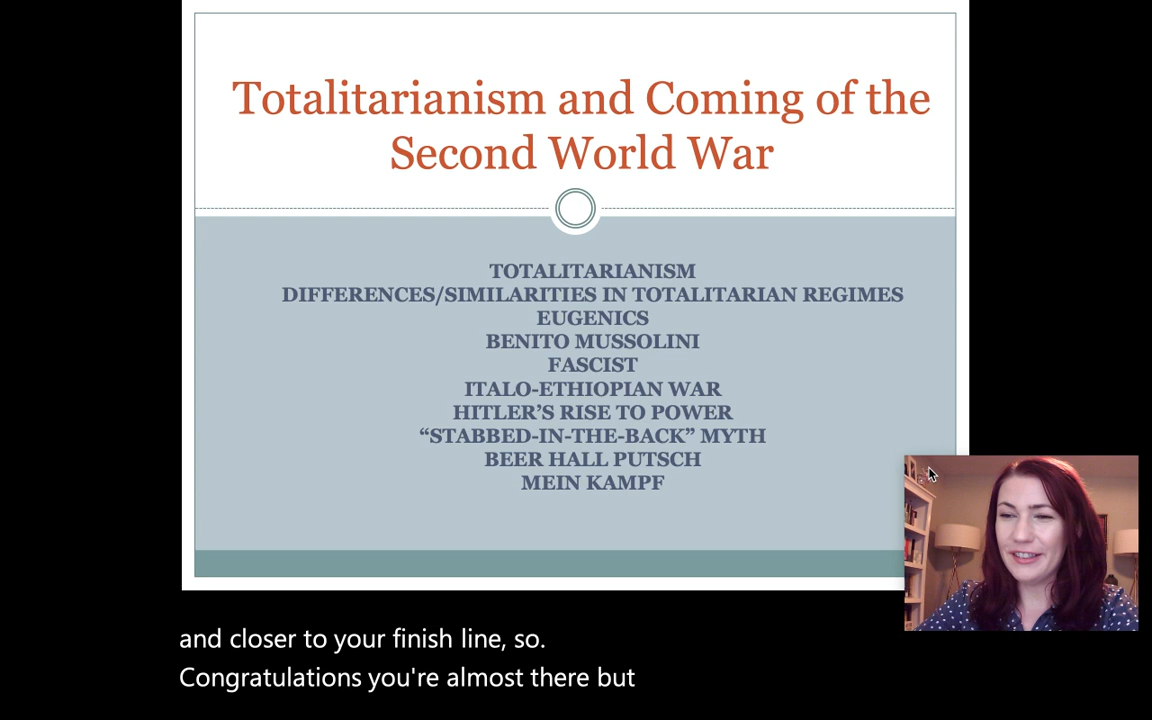 Totalitarianism and Coming of the
Second World War
TOTALITARIANISM
DIFFERENCES/SIMILARITIES IN TOTALITARIAN REGIMES
EUGENICS
BENITO MUSSOLINI
FASCIST
ITALO-ETHIOPIAN WAR
HITLER’S RISE TO POWER
“STABBED-IN-THE-BACK” MYTH
BEER HALL PUTSCH
MEIN KAMPF
and closer to your finish line, so.
Congratulations you're almost there but